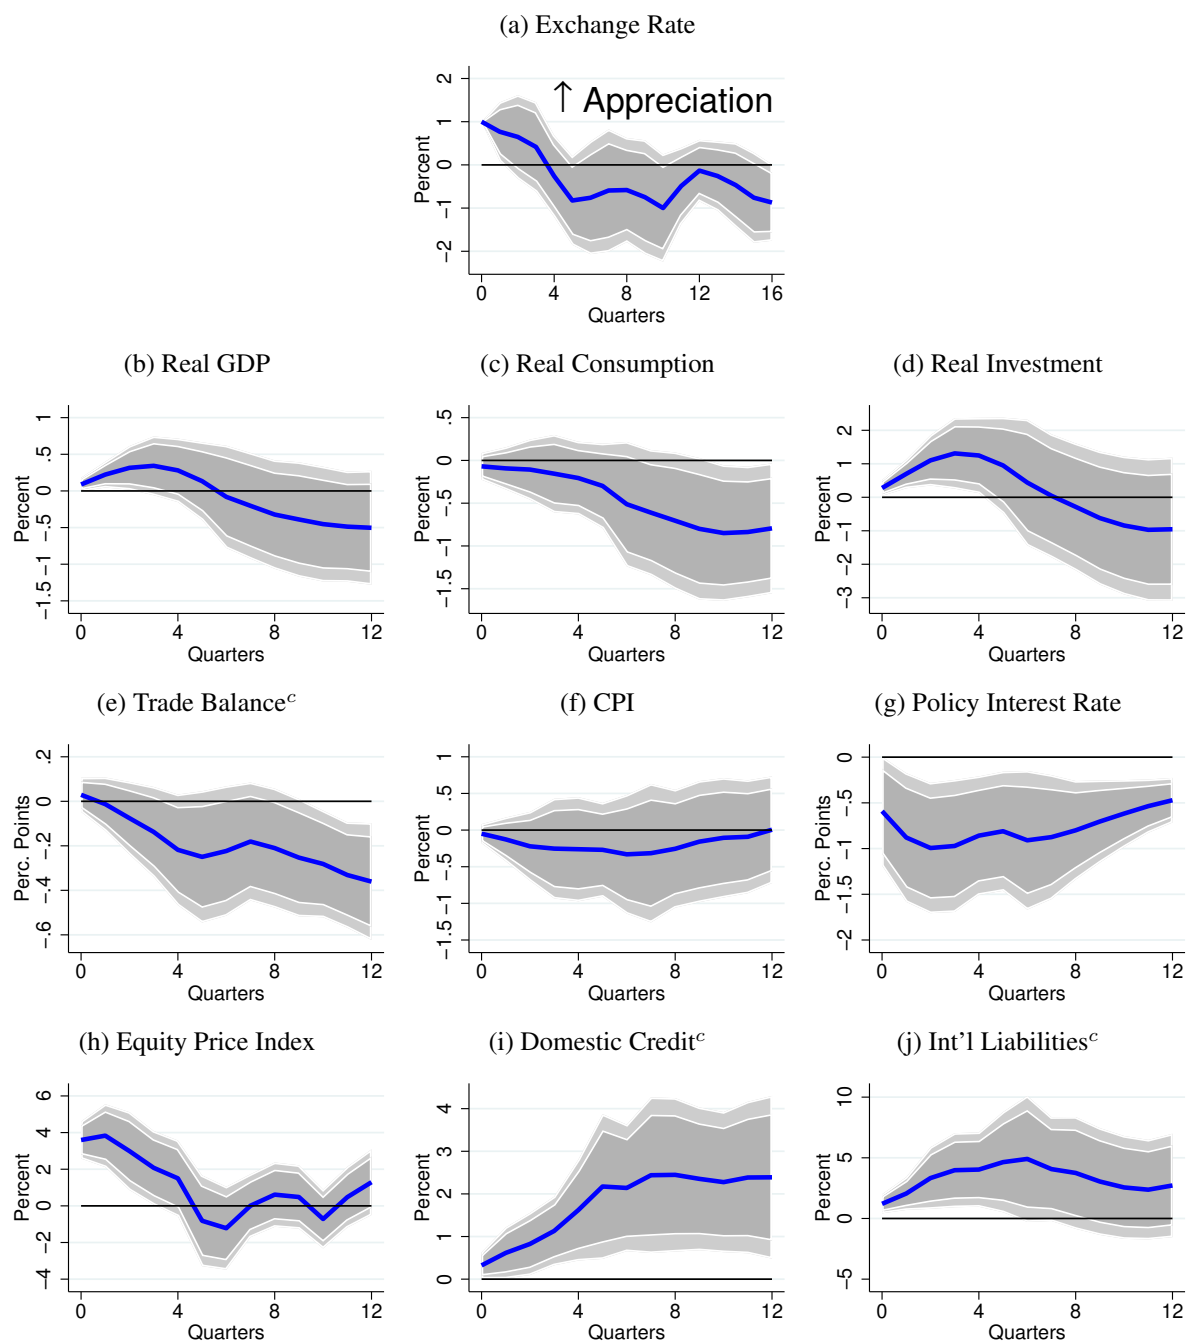 (a) Exchange Rate
↑ Appreciation
Percent
2
1
0
−1
−2
0 4 8 12 16
Quarters
(b) Real GDP
Percent
1
.5
0
−.5
−1
−1.5
0 4 8 12
Quarters
(c) Real Consumption
Percent
.5
0
−.5
−1
−1.5
0 4 8 12
Quarters
(d) Real Investment
Percent
2
1
0
−1
−2
−3
0 4 8 12
Quarters
(e) Trade Balance^c
Perc. Points
.2
0
−.2
−.4
−.6
0 4 8 12
Quarters
(f) CPI
Percent
1
.5
0
−.5
−1
−1.5
0 4 8 12
Quarters
(g) Policy Interest Rate
Perc. Points
0
−.5
−1
−1.5
−2
0 4 8 12
Quarters
(h) Equity Price Index
Percent
6
4
2
0
−2
−4
0 4 8 12
Quarters
(i) Domestic Credit^c
Percent
4
3
2
1
0
0 4 8 12
Quarters
(j) Int'l Liabilities^c
Percent
10
5
0
−5
0 4 8 12
Quarters